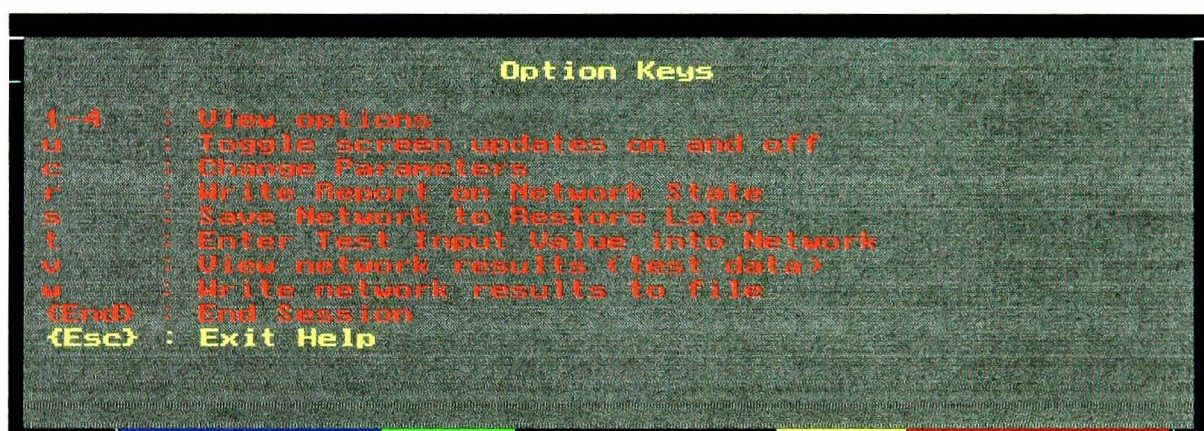 Option Keys
1-4 : View options
u : Toggle screen updates on and off
c : Change Parameters
r : Write Report on Network State
s : Save Network to Restore Later
t : Enter Test Input Value into Network
v : View network results (test data)
w : Write network results to file
{End} : End Session
{Esc} : Exit Help